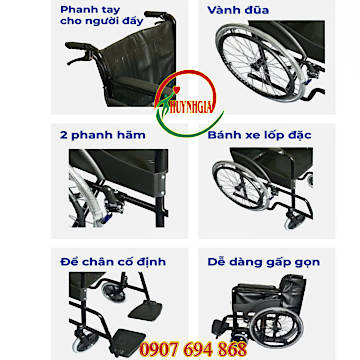 Phanh tay
cho người đẩy
Vành đũa
HUYNHGIA
2 phanh hãm
Bánh xe lốp đặc
Để chân cố định
Dễ dàng gấp gọn
0907 694 868